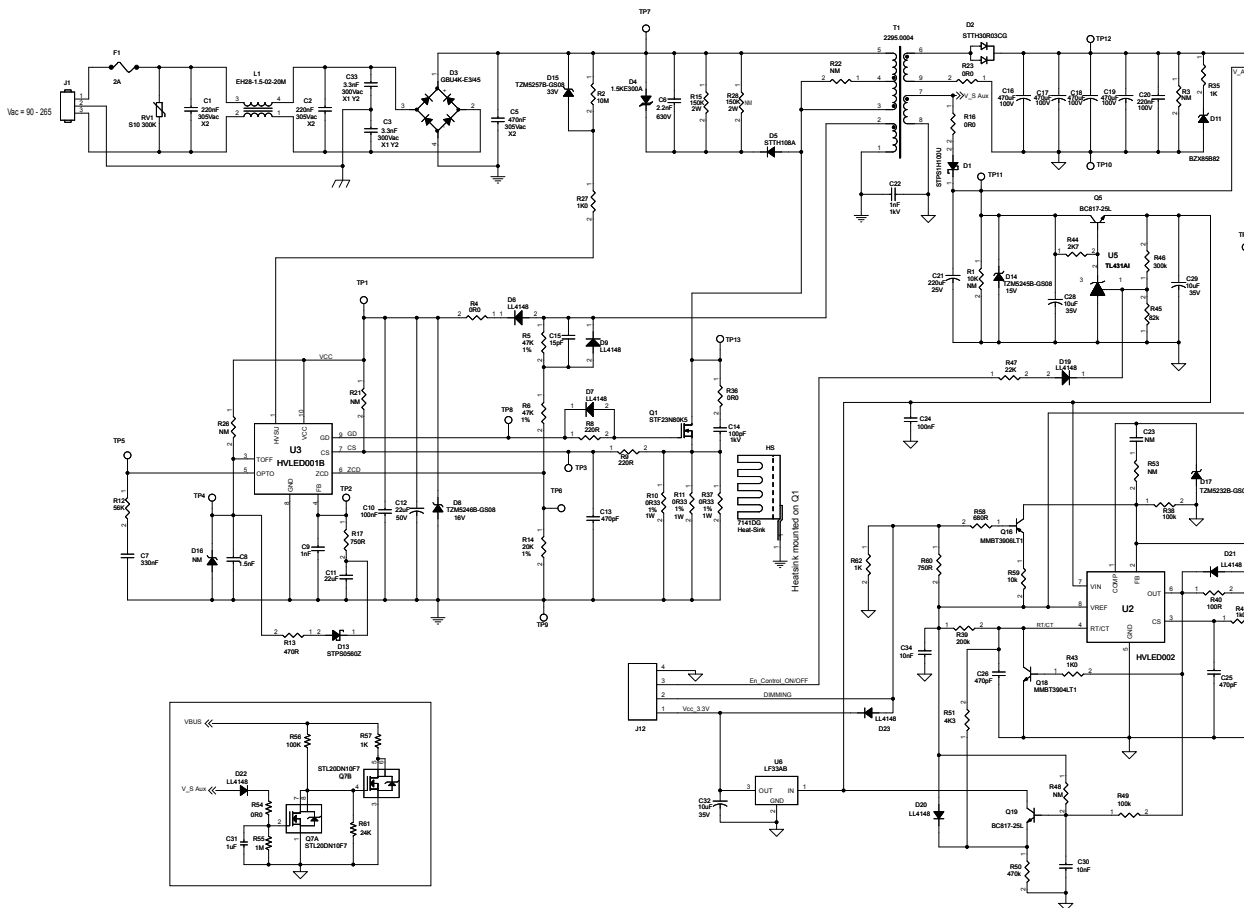 J1
Vac = 90 - 265
F1
2A
RV1
S10 300K
C1
220nF
305Vac
X2
L1
EH28-1.5-02-20M
C2
220nF
305Vac
X2
C33
3.3nF
300Vac
X1 Y2
C3
3.3nF
300Vac
X1 Y2
D3
GBU4K-E3/45
C5
470nF
305Vac
X2
D15
TZM5257B-GS08
33V
R2
10M
R27
1K0
TP7
D4
1.5KE300A
C6
2.2nF
630V
R15
150K
2W
R28
150K
2W
NM
D5
STTH108A
R22
NM
T1
2295.0004
C22
1nF
1kV
D2
STTH30R03CG
R23
0R0
V_S Aux
R16
0R0
D1
STPS1H100U
C16
470uF
100V
C17
470uF
100V
C18
470uF
100V
C19
470uF
100V
C20
220nF
100V
R3
NM
R35
1K
D11
BZX85B82
TP12
TP10
TP11
C21
220uF
25V
R1
10K
NM
D14
TZM5245B-GS08
15V
Q5
BC817-25L
R44
2K7
U5
TL431AI
C28
10uF
35V
R46
300k
R45
82k
C29
10uF
35V
R47
22K
D19
LL4148
TP1
R4
0R0
D6
LL4148
R5
47K
1%
C15
15pF
D9
LL4148
VCC
R21
NM
R26
NM
R6
47K
1%
D7
LL4148
R8
220R
TP8
Q1
STF23N80K5
TP13
R36
0R0
C14
100pF
1kV
U3
HVLED001B
HVSU
VCC
GD
CS
ZCD
TOFF
OPTO
GND
FB
GD
CS
ZCD
R9
220R
TP3
TP5
R12
56K
C7
330nF
TP4
D16
NM
C8
1.5nF
TP2
R17
750R
C9
1nF
C11
22uF
C10
100nF
C12
22uF
50V
D8
TZM5246B-GS08
16V
TP6
R14
20K
1%
C13
470pF
R10
0R33
1%
1W
R11
0R33
1%
1W
R37
0R33
1%
1W
HS
7141DG
Heat-Sink
Heatsink mounted on Q1
TP9
R13
470R
D13
STPS0560Z
C24
100nF
C23
NM
R53
NM
D17
R38
100k
R58
680R
Q16
MMBT3906LT1
R62
1K
R60
750R
R59
10k
U2
HVLED002
VIN
VREF
RT/CT
COMP
FB
OUT
CS
GND
RT/CT
D21
LL4148
R40
100R
C25
470pF
C34
10nF
R39
200k
C26
470pF
R43
1K0
Q18
MMBT3904LT1
R51
4K3
J12
En_Control_ON/OFF
DIMMING
Vcc_3.3V
LL4148
D23
U6
LF33AB
OUT
IN
GND
C32
10uF
35V
D20
LL4148
Q19
BC817-25L
R48
NM
R49
100k
R50
470k
C30
10nF
VBUS
R56
100K
R57
1K
STL20DN10F7
Q7B
V_S Aux
D22
LL4148
R54
0R0
C31
1uF
R55
1M
Q7A
STL20DN10F7
R61
24K